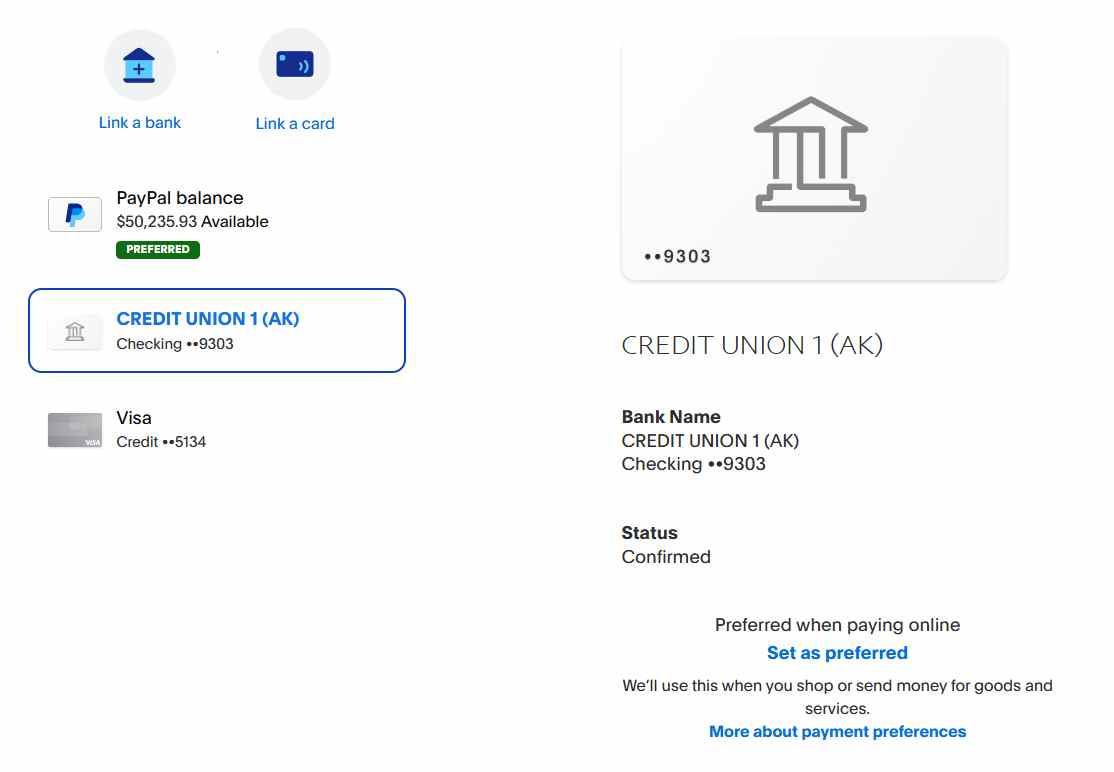 Link a bank
Link a card
PayPal balance
$50,235.93 Available
PREFERRED
CREDIT UNION 1 (AK)
Checking ••9303
Visa
Credit ••5134
VISA
••9303
CREDIT UNION 1 (AK)
Bank Name
CREDIT UNION 1 (AK)
Checking ••9303
Status
Confirmed
Preferred when paying online
Set as preferred
We’ll use this when you shop or send money for goods and
services.
More about payment preferences